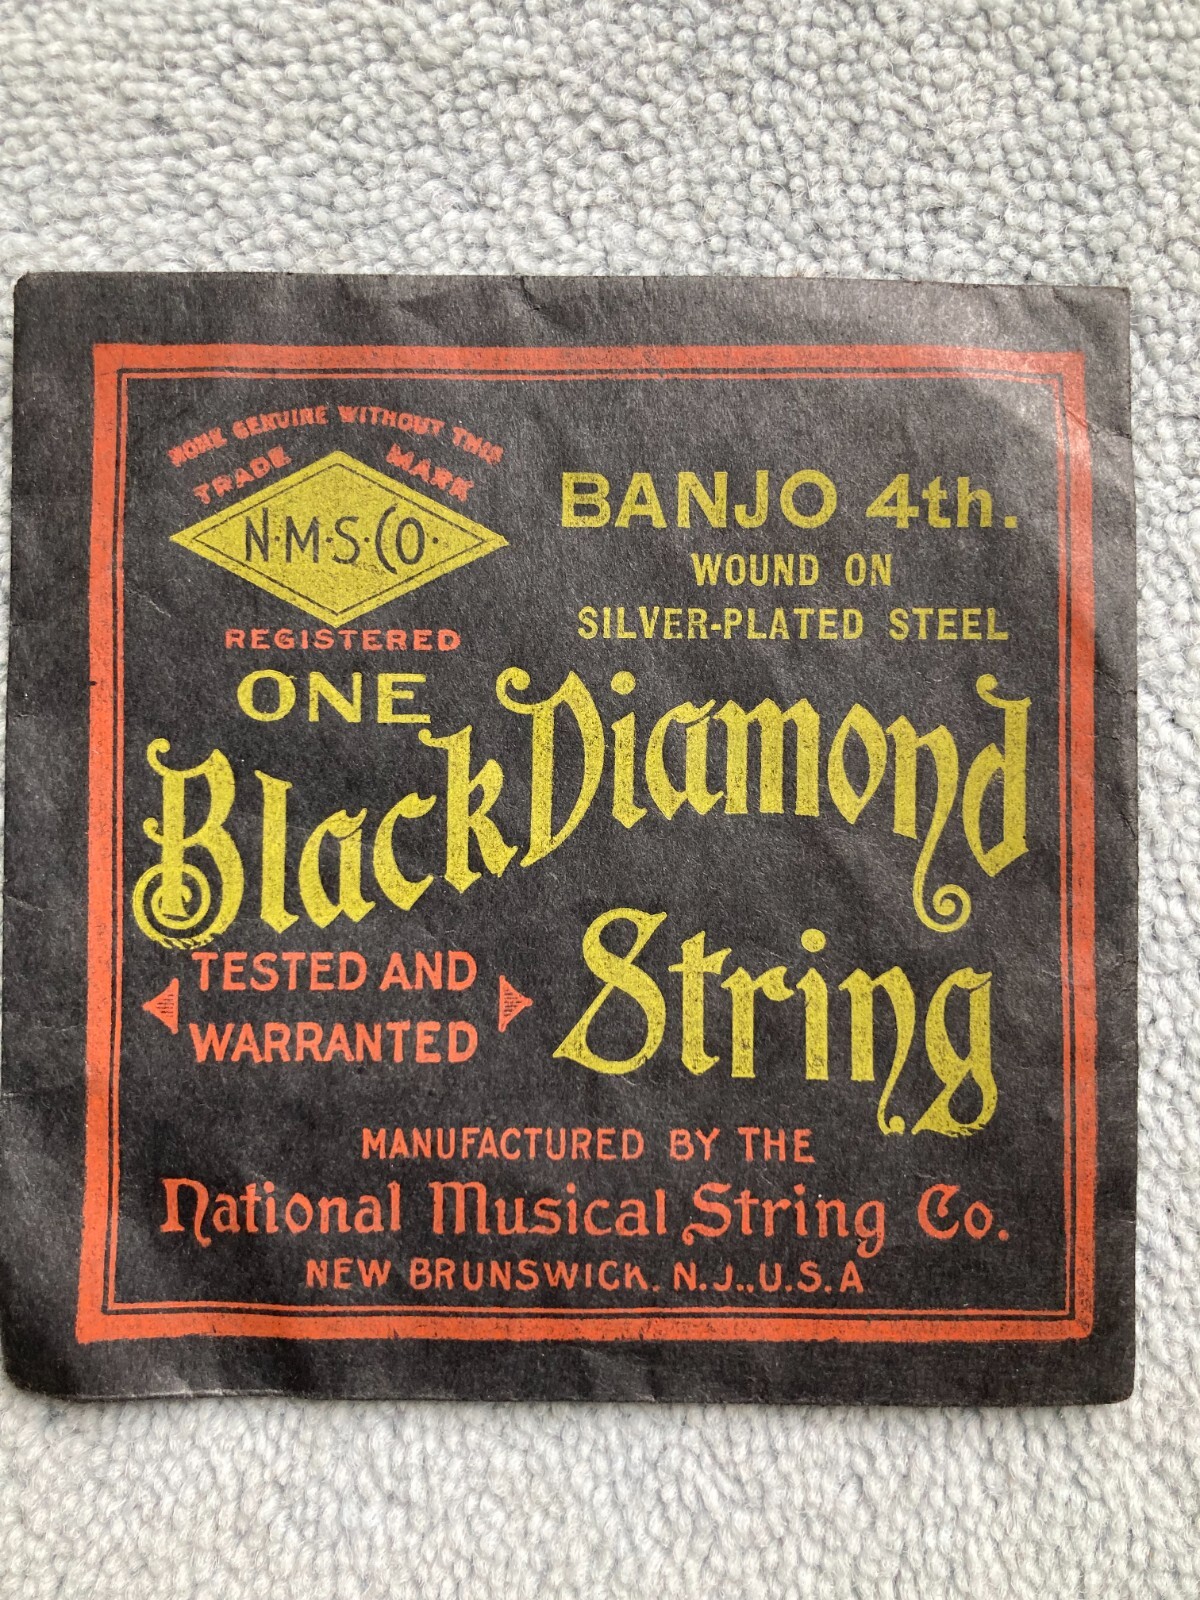 NONE GENUINE WITHOUT THIS
TRADE MARK
N·M·S·CO·
REGISTERED
BANJO 4th.
WOUND ON
SILVER-PLATED STEEL
ONE
Black Diamond
String
TESTED AND
WARRANTED
MANUFACTURED BY THE
National Musical String Co.
NEW BRUNSWICK. N.J., U.S.A